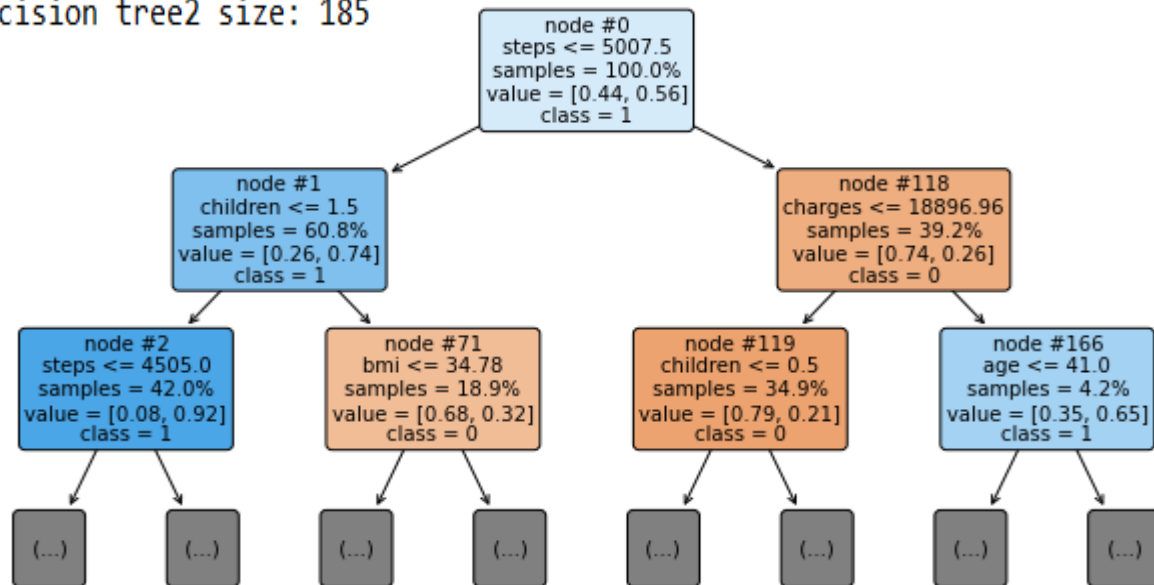 cision tree2 size: 185
node #0
steps <= 5007.5
samples = 100.0%
value = [0.44, 0.56]
class = 1
node #1
children <= 1.5
samples = 60.8%
value = [0.26, 0.74]
class = 1
node #118
charges <= 18896.96
samples = 39.2%
value = [0.74, 0.26]
class = 0
node #2
steps <= 4505.0
samples = 42.0%
value = [0.08, 0.92]
class = 1
node #71
bmi <= 34.78
samples = 18.9%
value = [0.68, 0.32]
class = 0
node #119
children <= 0.5
samples = 34.9%
value = [0.79, 0.21]
class = 0
node #166
age <= 41.0
samples = 4.2%
value = [0.35, 0.65]
class = 1
(...)
(...)
(...)
(...)
(...)
(...)
(...)
(...)